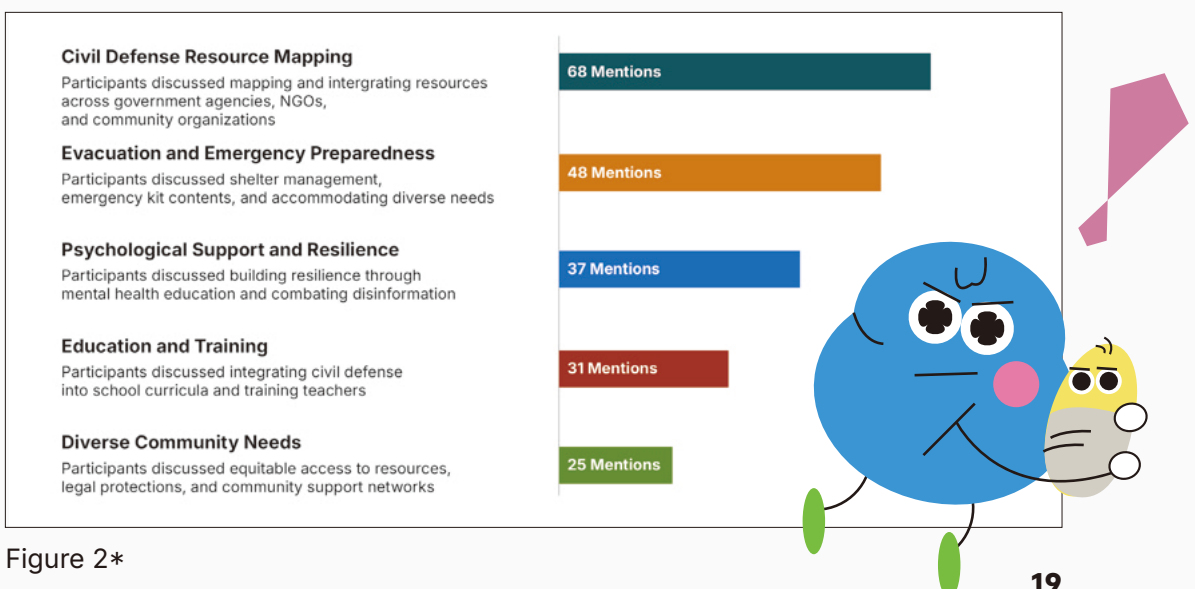 Civil Defense Resource Mapping
Participants discussed mapping and intergrating resources
across government agencies, NGOs,
and community organizations
68 Mentions
Evacuation and Emergency Preparedness
Participants discussed shelter management,
emergency kit contents, and accommodating diverse needs
48 Mentions
Psychological Support and Resilience
Participants discussed building resilience through
mental health education and combating disinformation
37 Mentions
Education and Training
Participants discussed integrating civil defense
into school curricula and training teachers
31 Mentions
Diverse Community Needs
Participants discussed equitable access to resources,
legal protections, and community support networks
25 Mentions
Figure 2*
19